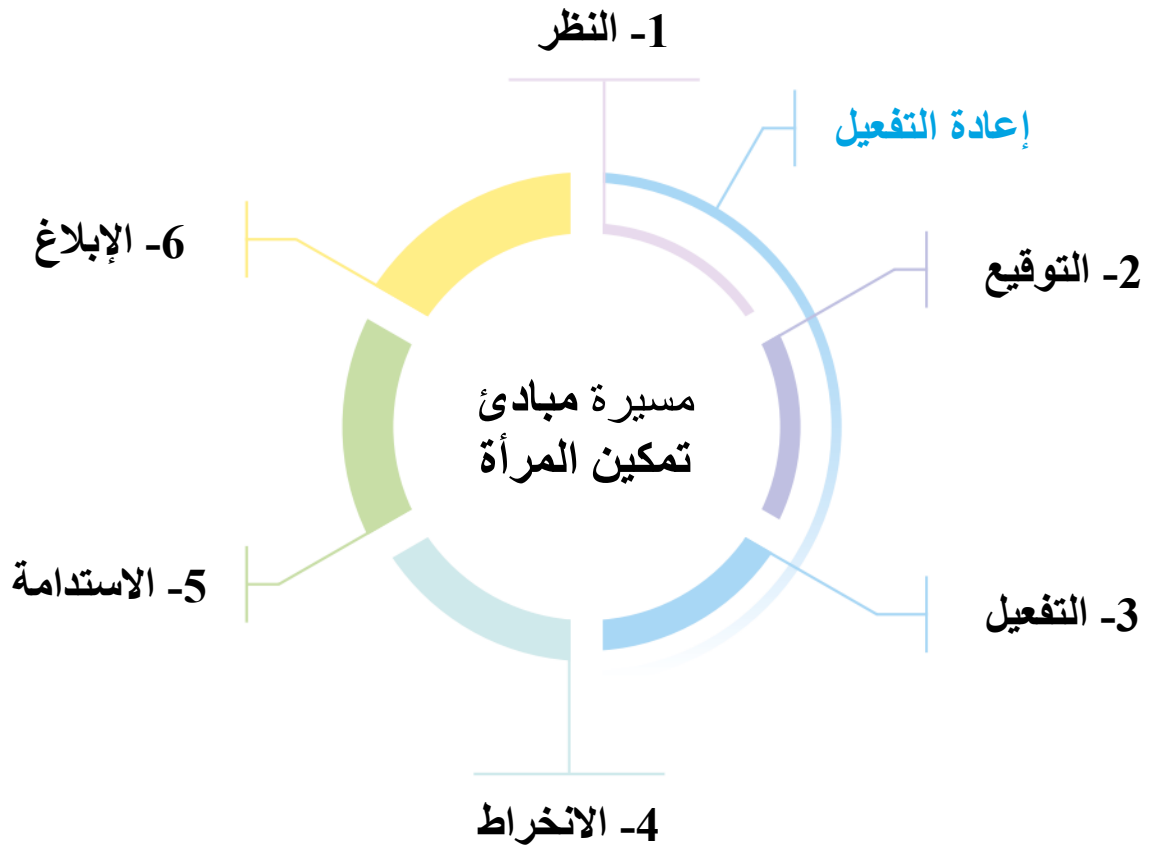 1- النظر
إعادة التفعيل
2- التوقيع
3- التفعيل
4- الانخراط
5- الاستدامة
6- الإبلاغ
مسيرة مبادئ
تمكين المرأة